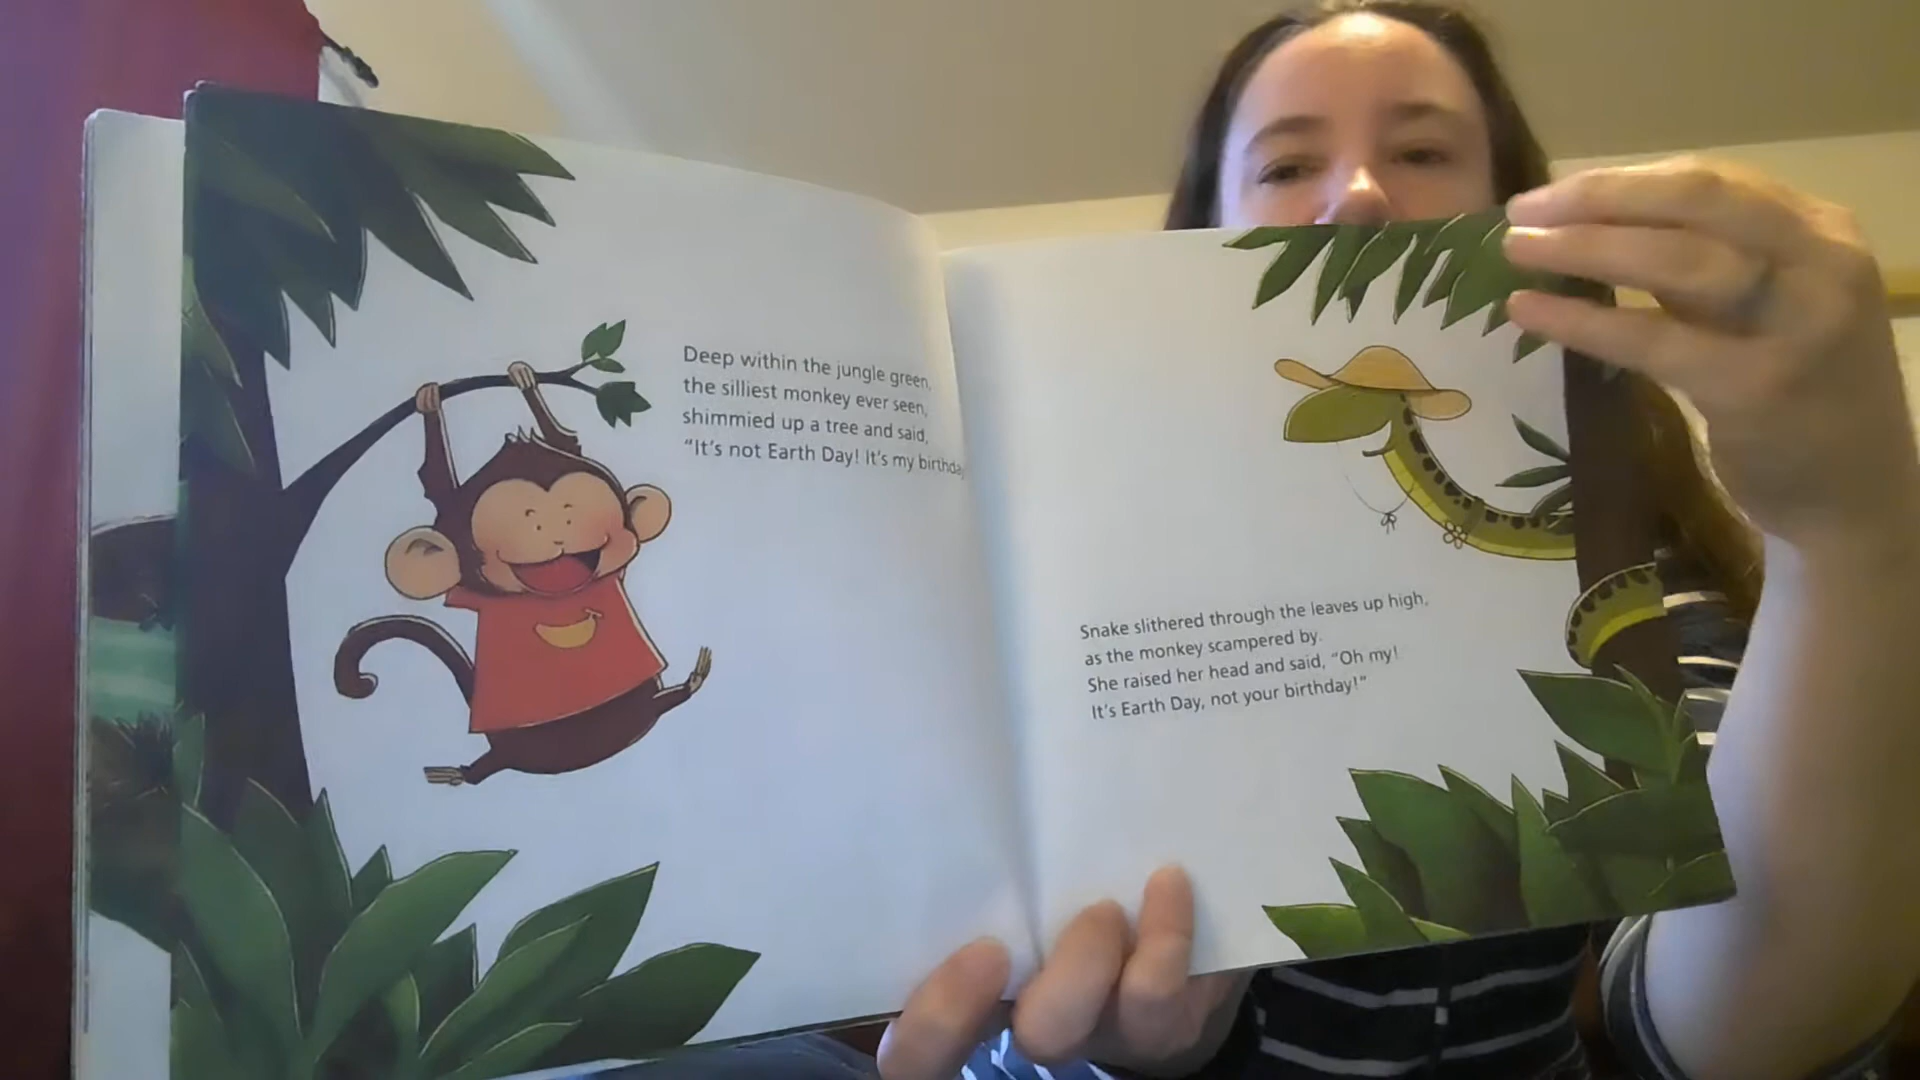 Deep within the jungle green,
the silliest monkey ever seen,
shimmied up a tree and said,
"It's not Earth Day! It's my birthda
Snake slithered through the leaves up high,
as the monkey scampered by.
She raised her head and said, "Oh my!
It's Earth Day, not your birthday!"